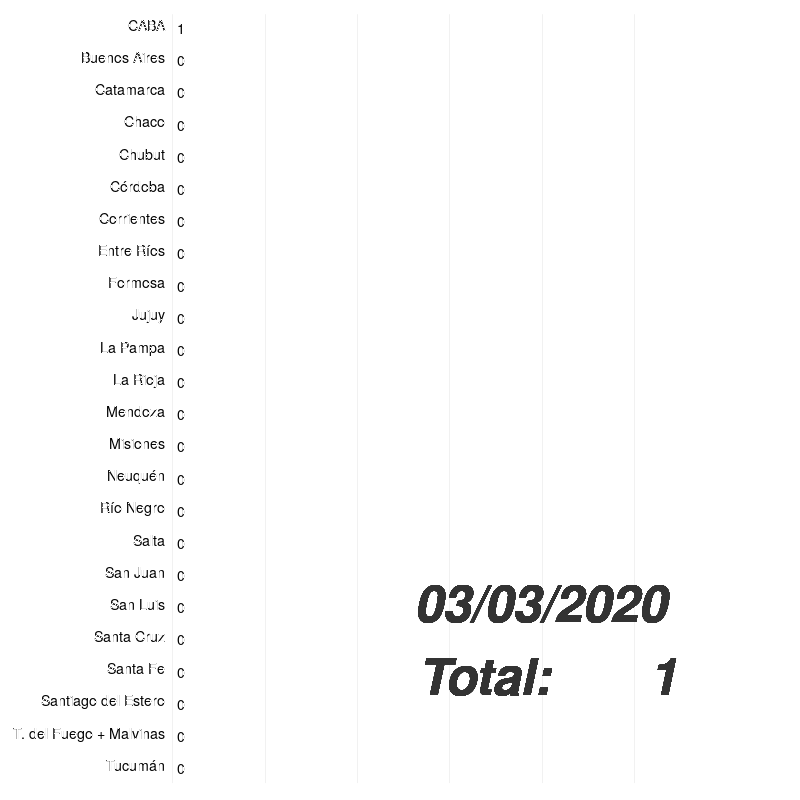 CABA 1
Buenos Aires 0
Catamarca 0
Chaco 0
Chubut 0
Córdoba 0
Corrientes 0
Entre Ríos 0
Formosa 0
Jujuy 0
La Pampa 0
La Rioja 0
Mendoza 0
Misiones 0
Neuquén 0
Río Negro 0
Salta 0
San Juan 0
San Luis 0
Santa Cruz 0
Santa Fe 0
Santiago del Estero 0
T. del Fuego + Malvinas 0
Tucumán 0
03/03/2020
Total: 1